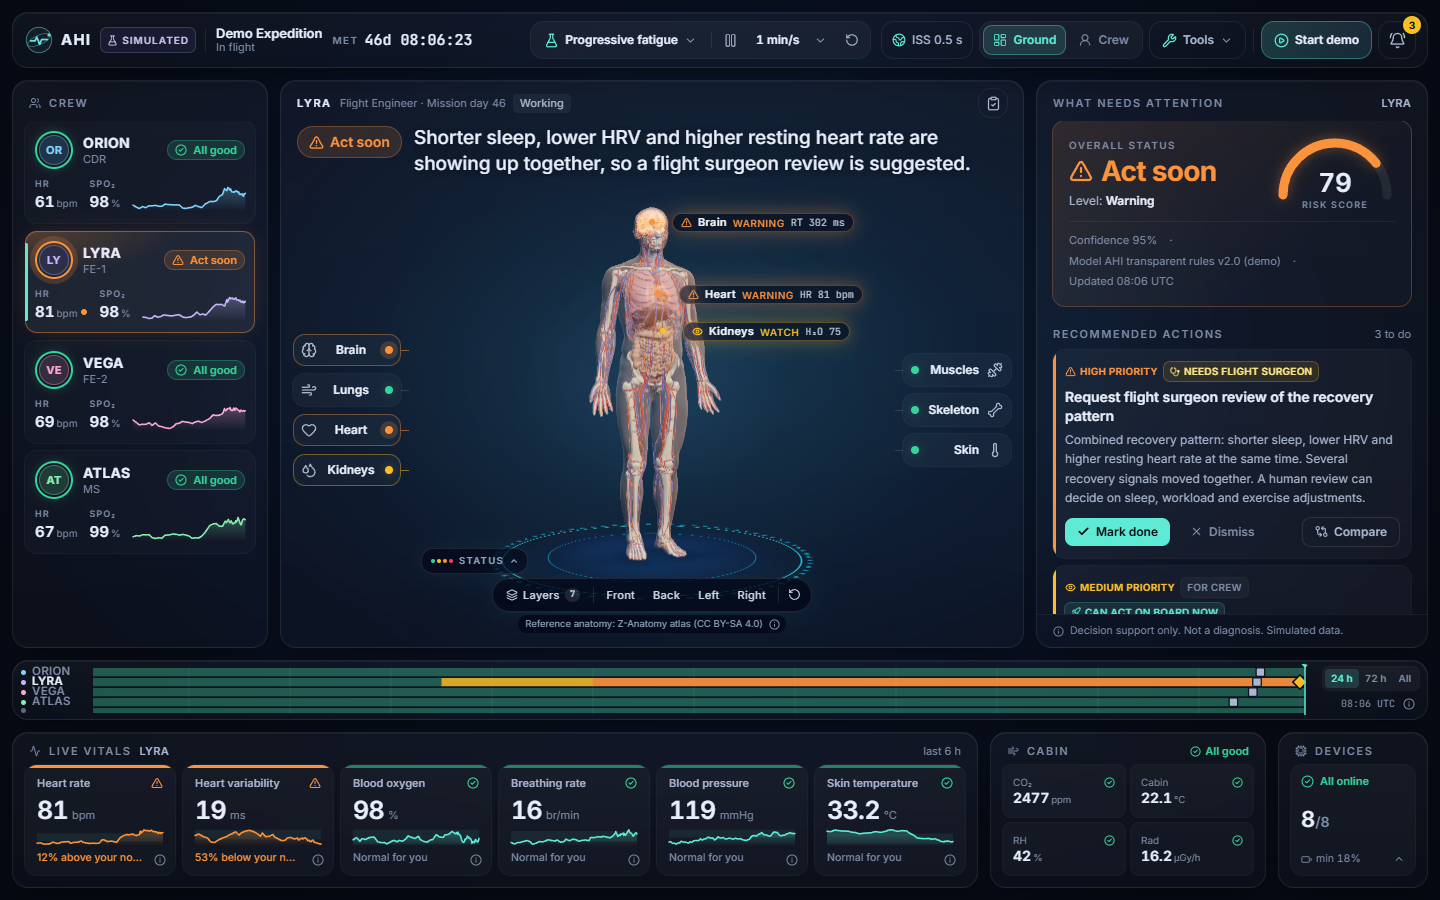 AHI
SIMULATED
Demo Expedition
In flight
MET 46d 08:06:23
Progressive fatigue
1 min/s
ISS 0.5 s
Ground
Crew
Tools
Start demo
3
CREW
OR
ORION
CDR
All good
HR
61 bpm
SPO₂
98 %
LY
LYRA
FE-1
Act soon
HR
81 bpm
SPO₂
98 %
VE
VEGA
FE-2
All good
HR
69 bpm
SPO₂
98 %
AT
ATLAS
MS
All good
HR
67 bpm
SPO₂
99 %
LYRA Flight Engineer · Mission day 46 Working
Act soon
Shorter sleep, lower HRV and higher resting heart rate are
showing up together, so a flight surgeon review is suggested.
Brain WARNING RT 302 ms
Heart WARNING HR 81 bpm
Kidneys WATCH H₂O 75
Brain
Lungs
Heart
Kidneys
Muscles
Skeleton
Skin
STATUS
Layers 7
Front
Back
Left
Right
Reference anatomy: Z-Anatomy atlas (CC BY-SA 4.0)
WHAT NEEDS ATTENTION
LYRA
OVERALL STATUS
Act soon
Level: Warning
79
RISK SCORE
Confidence 95% ·
Model AHI transparent rules v2.0 (demo) ·
Updated 08:06 UTC
RECOMMENDED ACTIONS
3 to do
HIGH PRIORITY
NEEDS FLIGHT SURGEON
Request flight surgeon review of the recovery
pattern
Combined recovery pattern: shorter sleep, lower HRV and
higher resting heart rate at the same time. Several
recovery signals moved together. A human review can
decide on sleep, workload and exercise adjustments.
Mark done
Dismiss
Compare
MEDIUM PRIORITY
FOR CREW
CAN ACT ON BOARD NOW
Decision support only. Not a diagnosis. Simulated data.
ORION
LYRA
VEGA
ATLAS
24 h
72 h
All
08:06 UTC
LIVE VITALS LYRA
last 6 h
Heart rate
81 bpm
12% above your no...
Heart variability
19 ms
53% below your n...
Blood oxygen
98 %
Normal for you
Breathing rate
16 br/min
Normal for you
Blood pressure
119 mmHg
Normal for you
Skin temperature
33.2 °C
Normal for you
CABIN
All good
CO₂
2477 ppm
Cabin
22.1 °C
RH
42 %
Rad
16.2 µGy/h
DEVICES
All online
8/8
min 18%